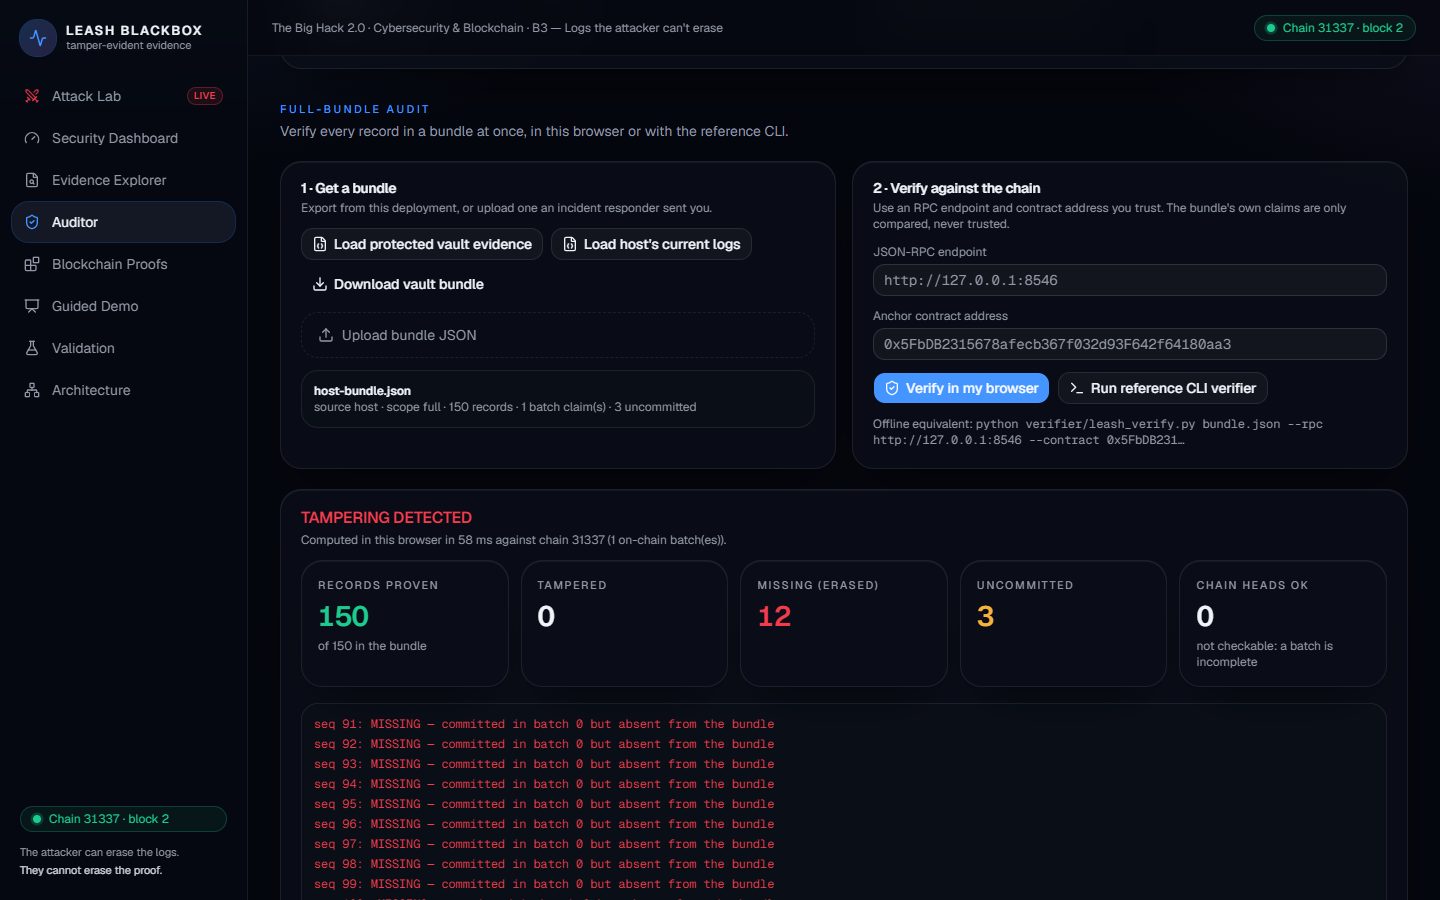 LEASH BLACKBOX
tamper-evident evidence
The Big Hack 2.0 · Cybersecurity & Blockchain · B3 — Logs the attacker can't erase
Chain 31337 · block 2
Attack Lab
LIVE
Security Dashboard
Evidence Explorer
Auditor
Blockchain Proofs
Guided Demo
Validation
Architecture
Chain 31337 · block 2
The attacker can erase the logs.
They cannot erase the proof.
FULL-BUNDLE AUDIT
Verify every record in a bundle at once, in this browser or with the reference CLI.
1 · Get a bundle
Export from this deployment, or upload one an incident responder sent you.
Load protected vault evidence
Load host's current logs
Download vault bundle
Upload bundle JSON
host-bundle.json
source host · scope full · 150 records · 1 batch claim(s) · 3 uncommitted
2 · Verify against the chain
Use an RPC endpoint and contract address you trust. The bundle's own claims are only
compared, never trusted.
JSON-RPC endpoint
http://127.0.0.1:8546
Anchor contract address
0x5FbDB2315678afecb367f032d93F642f64180aa3
Verify in my browser
Run reference CLI verifier
Offline equivalent: python verifier/leash_verify.py bundle.json --rpc
http://127.0.0.1:8546 --contract 0x5FbDB231…
TAMPERING DETECTED
Computed in this browser in 58 ms against chain 31337 (1 on-chain batch(es)).
RECORDS PROVEN
150
of 150 in the bundle
TAMPERED
0
MISSING (ERASED)
12
UNCOMMITTED
3
CHAIN HEADS OK
0
not checkable: a batch is
incomplete
seq 91: MISSING — committed in batch 0 but absent from the bundle
seq 92: MISSING — committed in batch 0 but absent from the bundle
seq 93: MISSING — committed in batch 0 but absent from the bundle
seq 94: MISSING — committed in batch 0 but absent from the bundle
seq 95: MISSING — committed in batch 0 but absent from the bundle
seq 96: MISSING — committed in batch 0 but absent from the bundle
seq 97: MISSING — committed in batch 0 but absent from the bundle
seq 98: MISSING — committed in batch 0 but absent from the bundle
seq 99: MISSING — committed in batch 0 but absent from the bundle